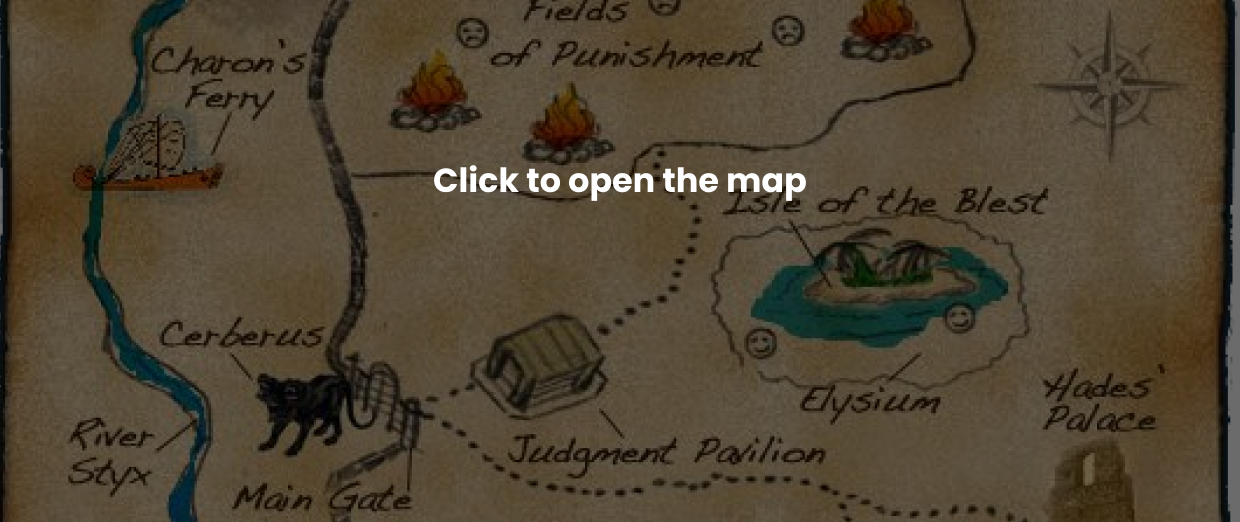 Fields
of Punishment
Charon's
Ferry
Click to open the map
Isle of the Blest
Cerberus
Elysium
Hades'
Palace
River
Styx
Judgment Pavilion
Main Gate